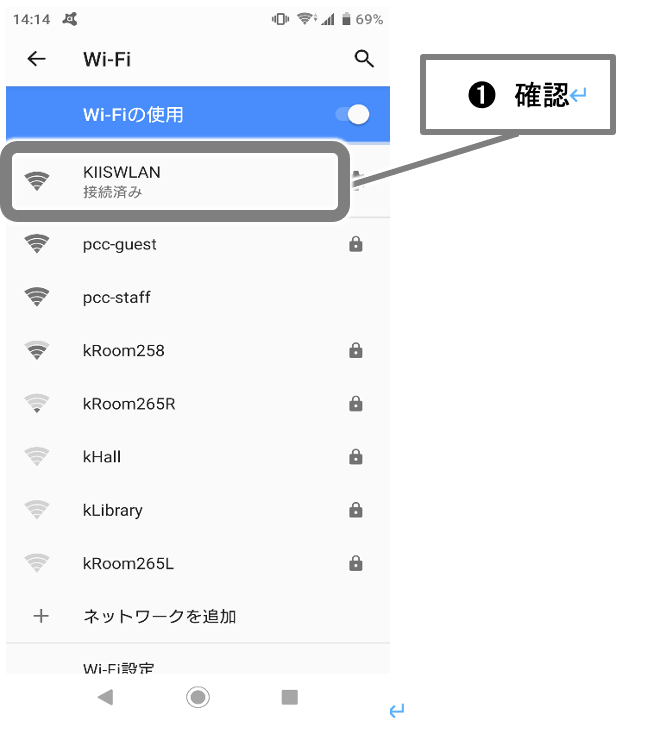 14:14 69%
Wi-Fi
Wi-Fiの使用
❶ 確認
KIISWLAN
接続済み
pcc-guest
pcc-staff
kRoom258
kRoom265R
kHall
kLibrary
kRoom265L
ネットワークを追加
Wi-Fi設定